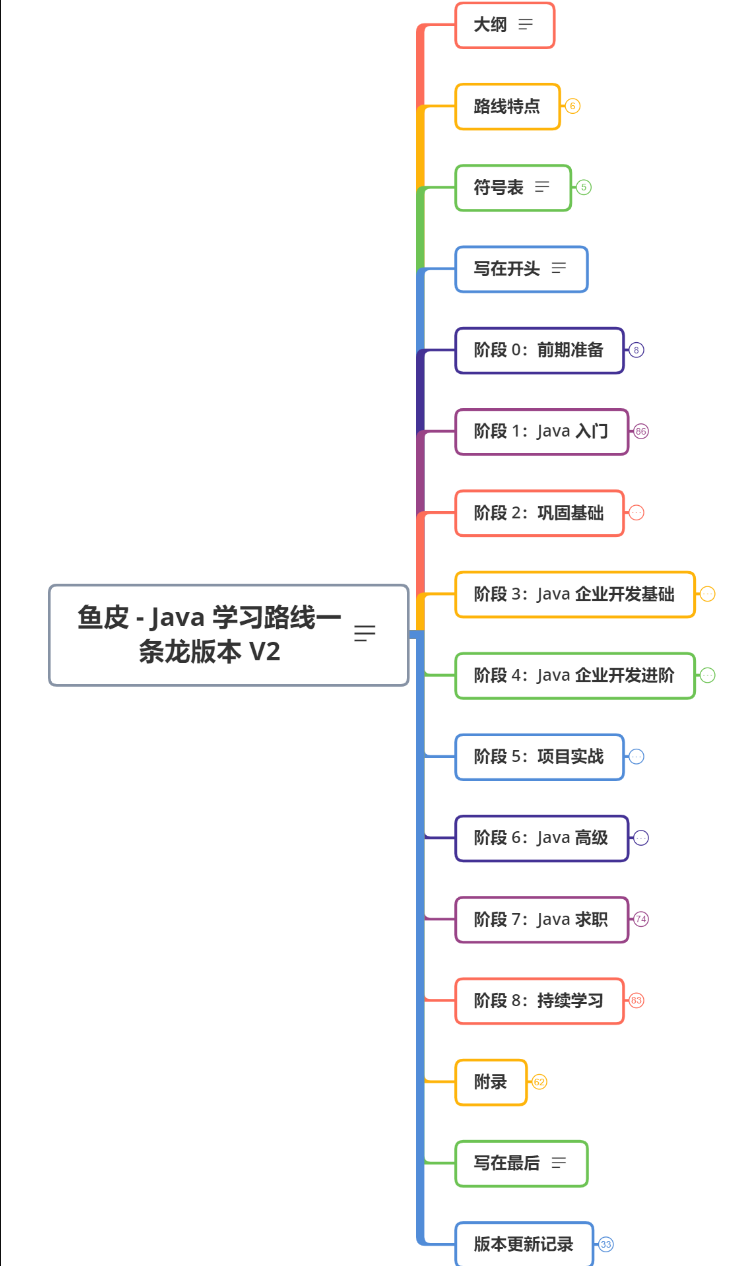 大纲
路线特点
6
符号表
5
写在开头
阶段 0：前期准备
8
阶段 1：Java 入门
86
阶段 2：巩固基础
阶段 3：Java 企业开发基础
鱼皮 - Java 学习路线一
条龙版本 V2
阶段 4：Java 企业开发进阶
阶段 5：项目实战
阶段 6：Java 高级
阶段 7：Java 求职
74
阶段 8：持续学习
83
附录
62
写在最后
版本更新记录
33